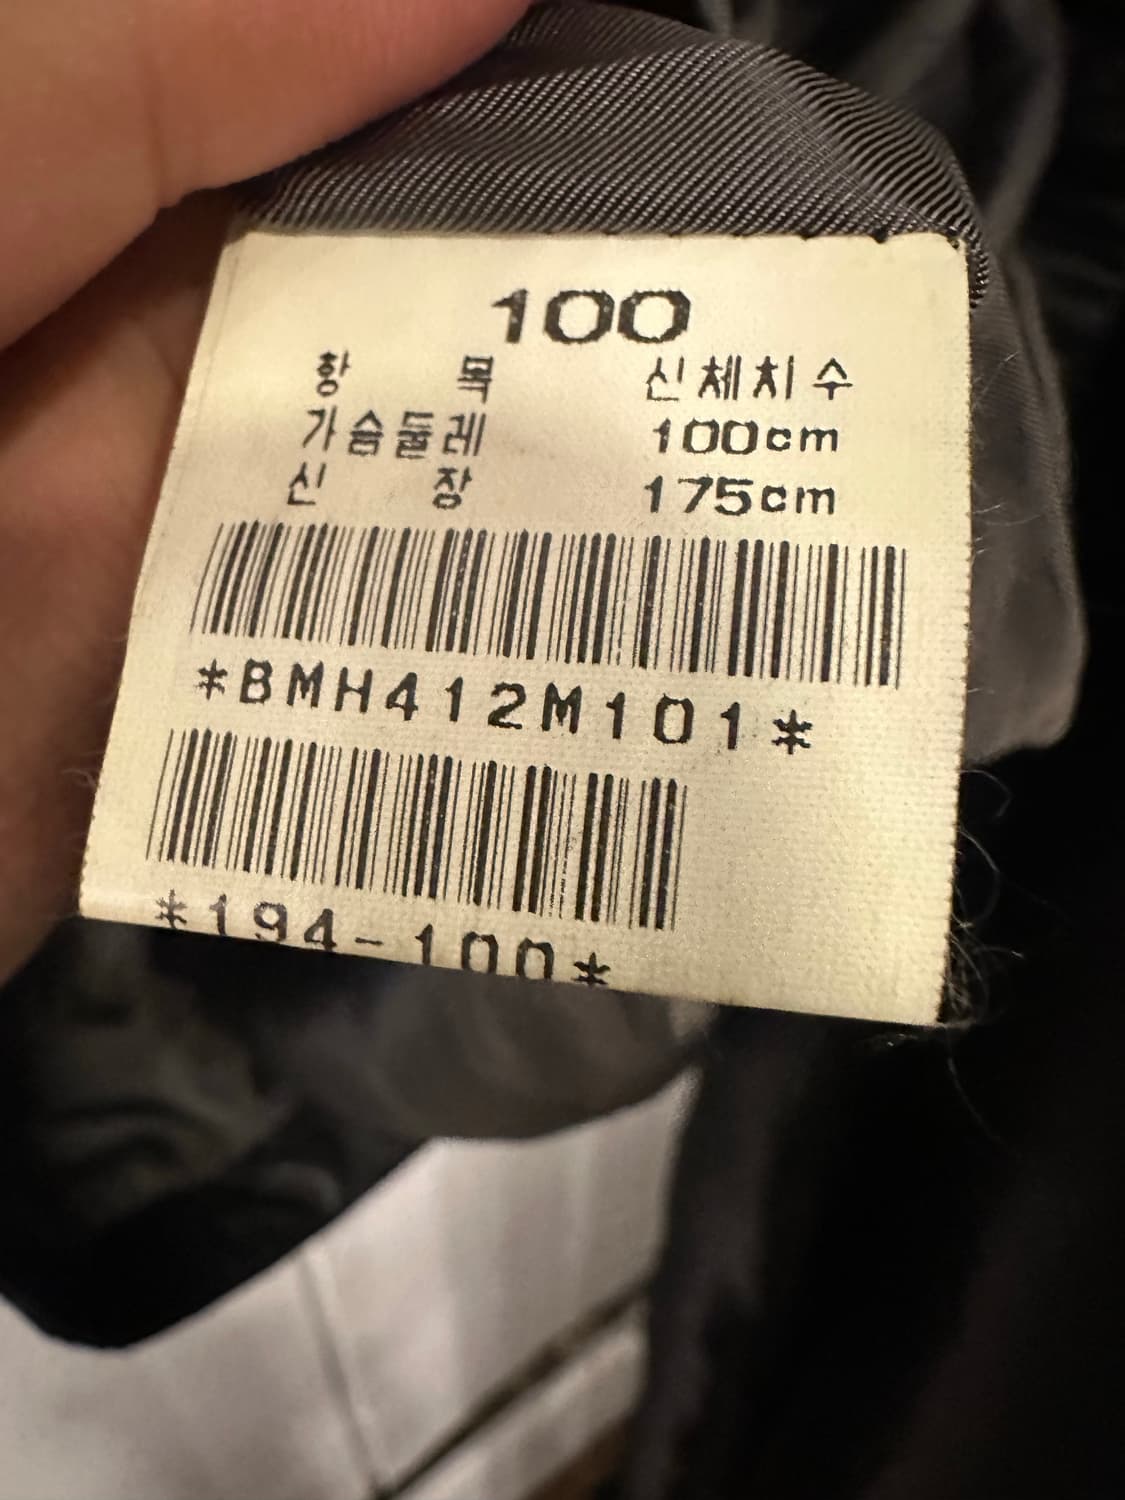 100
항 목 신체치수
가슴둘레 100cm
신 장 175cm
*BMH412M101*
*194-100*